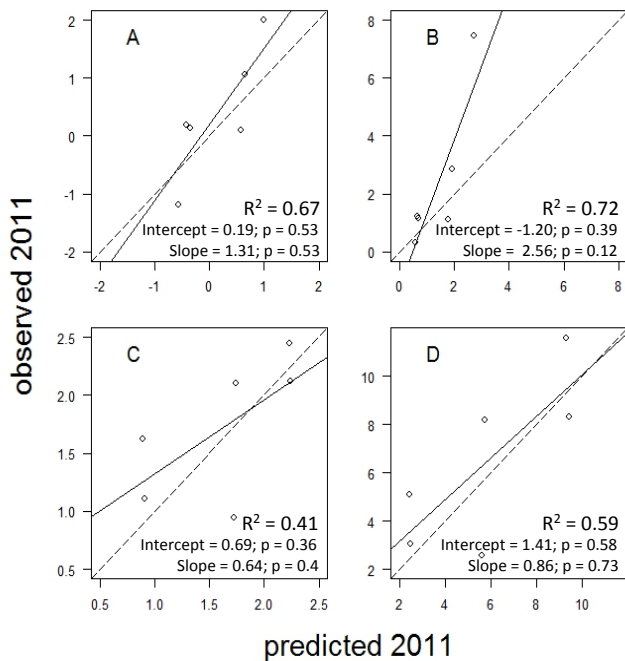 observed 2011
A
2
1
0
-1
-2
-2 -1 0 1 2
R² = 0.67
Intercept = 0.19; p = 0.53
Slope = 1.31; p = 0.53
B
8
6
4
2
0
0 2 4 6 8
R² = 0.72
Intercept = -1.20; p = 0.39
Slope = 2.56; p = 0.12
C
2.5
2.0
1.5
1.0
0.5
0.5 1.0 1.5 2.0 2.5
R² = 0.41
Intercept = 0.69; p = 0.36
Slope = 0.64; p = 0.4
D
10
8
6
4
2
2 4 6 8 10
R² = 0.59
Intercept = 1.41; p = 0.58
Slope = 0.86; p = 0.73
predicted 2011